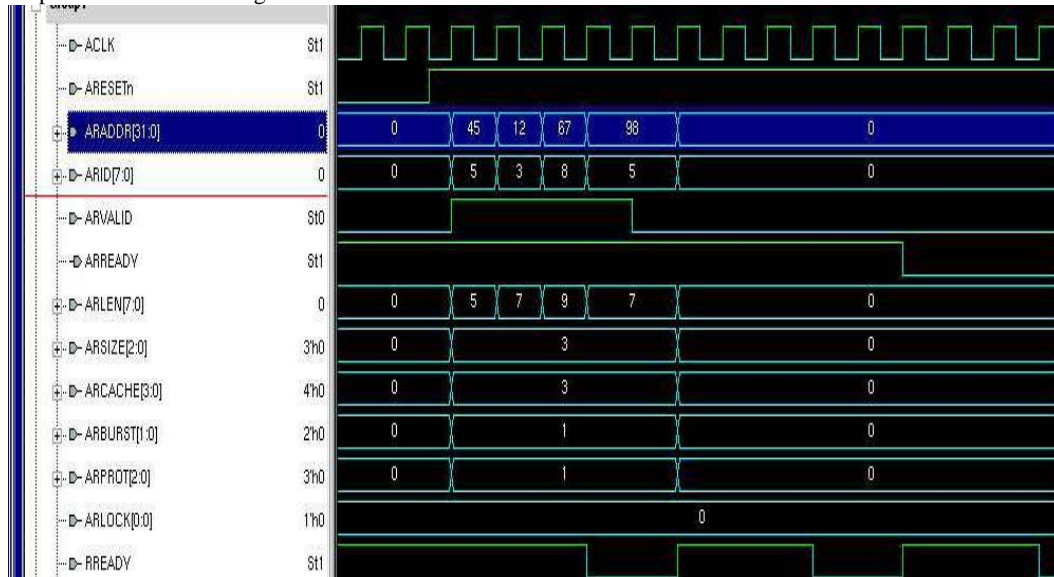 Group1
ACLK St1
ARESETn St1
ARADDR[31:0] 0 0 45 12 67 98 0
ARID[7:0] 0 0 5 3 8 5 0
ARVALID St0
ARREADY St1
ARLEN[7:0] 0 0 5 7 9 7 0
ARSIZE[2:0] 3'h0 0 3 0
ARCACHE[3:0] 4'h0 0 3 0
ARBURST[1:0] 2'h0 0 1 0
ARPROT[2:0] 3'h0 0 1 0
ARLOCK[0:0] 1'h0 0
RREADY St1